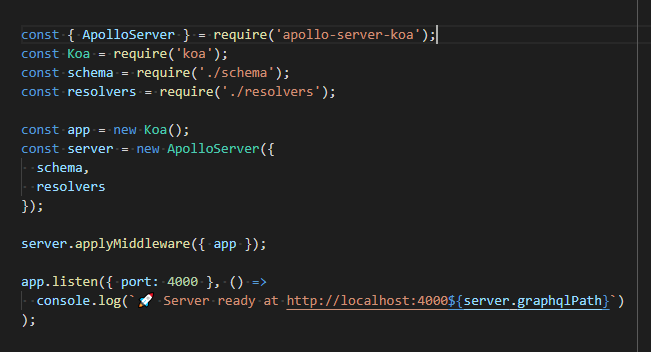 const { ApolloServer } = require('apollo-server-koa');
const Koa = require('koa');
const schema = require('./schema');
const resolvers = require('./resolvers');
const app = new Koa();
const server = new ApolloServer({
  schema,
  resolvers
});
server.applyMiddleware({ app });
app.listen({ port: 4000 }, () =>
  console.log(`🚀 Server ready at http://localhost:4000${server.graphqlPath}`)
);